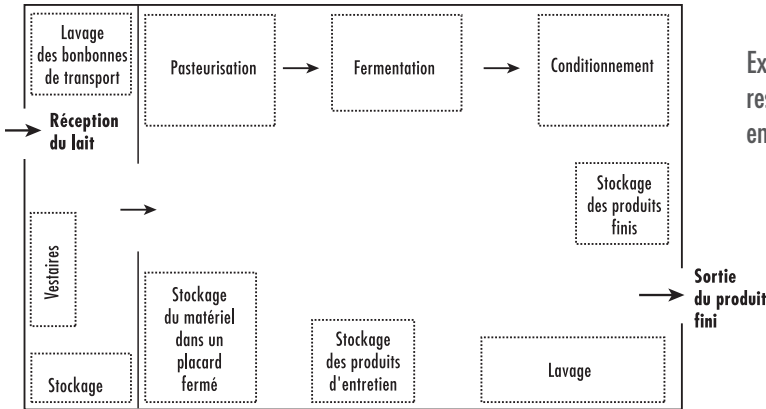 Lavage
des bonbonnes
de transport
Réception
du lait
Vestaires
Stockage
Pasteurisation
Fermentation
Conditionnement
Stockage
des produits
finis
Stockage
du matériel
dans un
placard
fermé
Stockage
des produits
d'entretien
Lavage
Sortie
du produit
fini